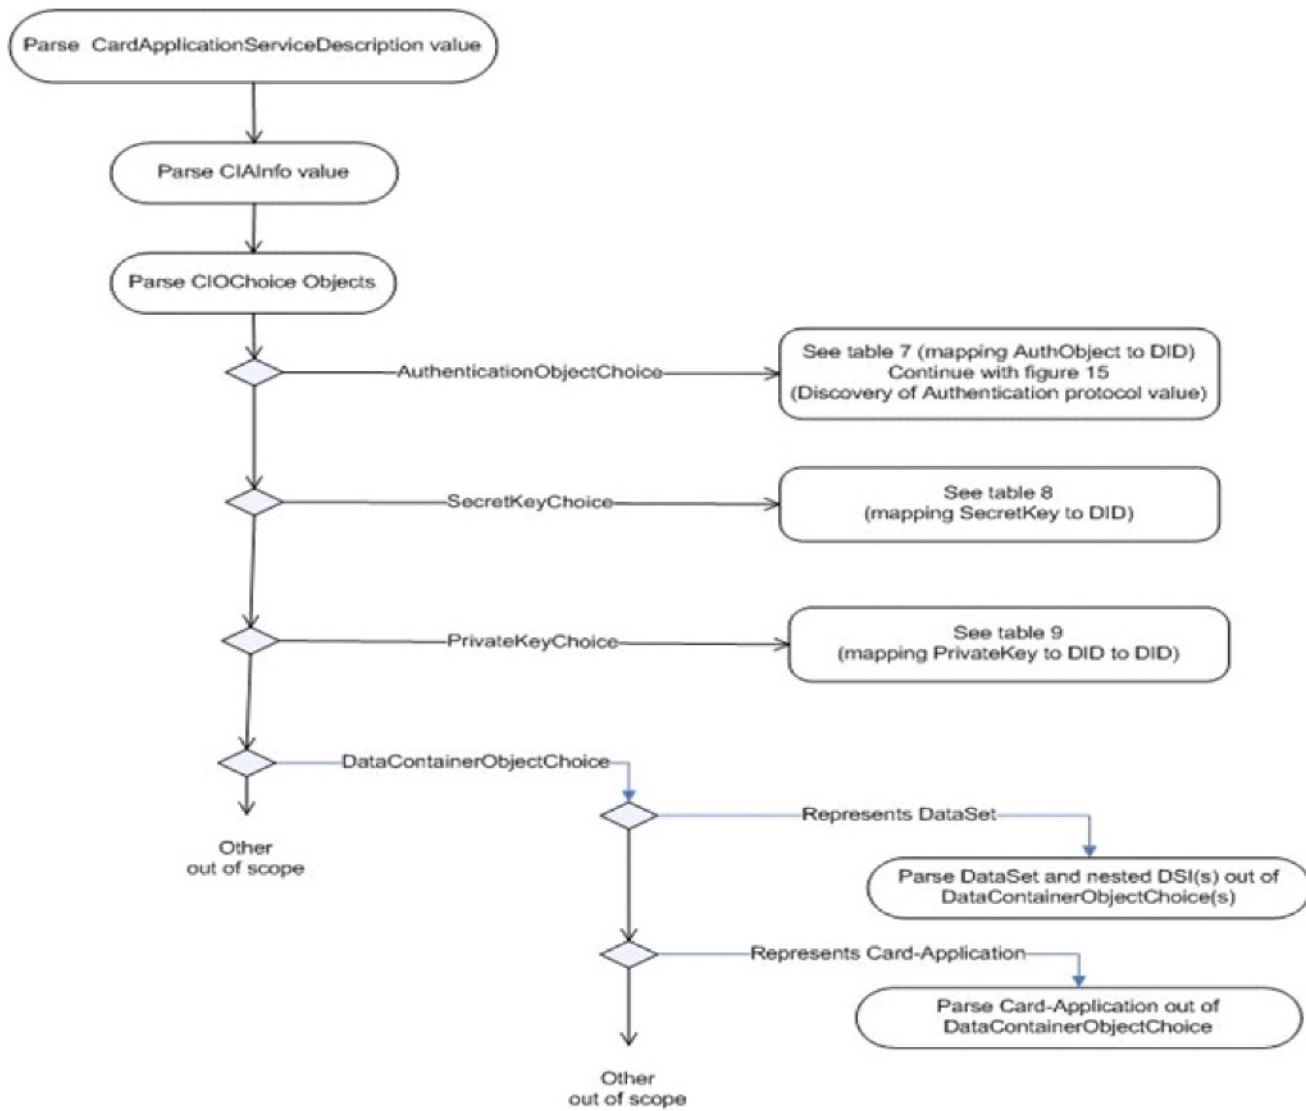 Parse CardApplicationServiceDescription value
Parse CIAInfo value
Parse CIOChoice Objects
AuthenticationObjectChoice
See table 7 (mapping AuthObject to DID)
Continue with figure 15
(Discovery of Authentication protocol value)
SecretKeyChoice
See table 8
(mapping SecretKey to DID)
PrivateKeyChoice
See table 9
(mapping PrivateKey to DID to DID)
DataContainerObjectChoice
Represents DataSet
Other
out of scope
Parse DataSet and nested DSI(s) out of
DataContainerObjectChoice(s)
Represents Card-Application
Parse Card-Application out of
DataContainerObjectChoice
Other
out of scope